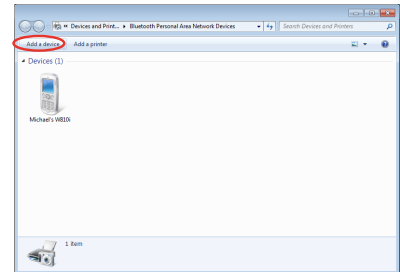 « Devices and Print... ▸ Bluetooth Personal Area Network Devices Search Devices and Printers
Add a device Add a printer
Devices (1)
Michael's W810i
1 item